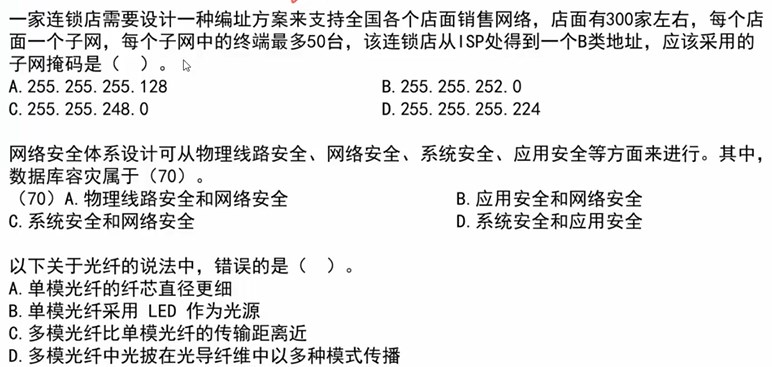 一家连锁店需要设计一种编址方案来支持全国各个店面销售网络，店面有300家左右，每个店
面一个子网，每个子网中的终端最多50台，该连锁店从ISP处得到一个B类地址，应该采用的
子网掩码是（ ）。
A.255.255.255.128 B.255.255.252.0
C.255.255.248.0 D.255.255.255.224
网络安全体系设计可从物理线路安全、网络安全、系统安全、应用安全等方面来进行。其中，
数据库容灾属于（70）。
（70）A.物理线路安全和网络安全 B.应用安全和网络安全
C.系统安全和网络安全 D.系统安全和应用安全
以下关于光纤的说法中，错误的是（ ）。
A.单模光纤的纤芯直径更细
B.单模光纤采用 LED 作为光源
C.多模光纤比单模光纤的传输距离近
D.多模光纤中光披在光导纤维中以多种模式传播